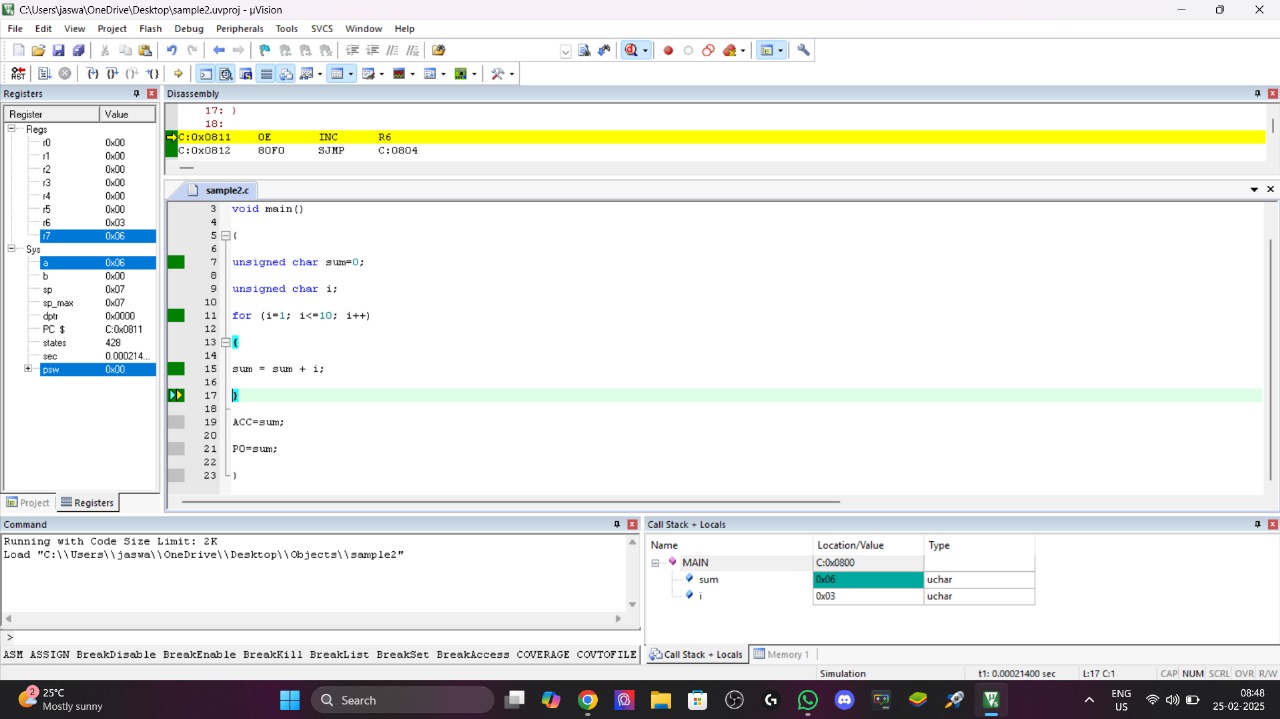 C:\Users\jaswa\OneDrive\Desktop\sample2.uvproj - µVision
File Edit View Project Flash Debug Peripherals Tools SVCS Window Help
Registers
Register Value
Regs
r0 0x00
r1 0x00
r2 0x00
r3 0x00
r4 0x00
r5 0x00
r6 0x03
r7 0x06
Sys
a 0x06
b 0x00
sp 0x07
sp_max 0x07
dptr 0x0000
PC $ C:0x0811
states 428
sec 0.000214...
psw 0x00
Project Registers
Disassembly
17: }
18:
C:0x0811 0E INC R6
C:0x0812 80F0 SJMP C:0804
sample2.c
3 void main()
4
5 {
6
7 unsigned char sum=0;
8
9 unsigned char i;
10
11 for (i=1; i<=10; i++)
12
13 {
14
15 sum = sum + i;
16
17 }
18
19 ACC=sum;
20
21 P0=sum;
22
23 }
Command
Running with Code Size Limit: 2K
Load "C:\\Users\\jaswa\\OneDrive\\Desktop\\Objects\\sample2"
>
ASM ASSIGN BreakDisable BreakEnable BreakKill BreakList BreakSet BreakAccess COVERAGE COVTOFILE
Call Stack + Locals
Name Location/Value Type
MAIN C:0x0800
sum 0x06 uchar
i 0x03 uchar
Call Stack + Locals Memory 1
Simulation t1: 0.00021400 sec L:17 C:1 CAP NUM SCRL OVR R/W
2
25°C
Mostly sunny
Search
ENG
US
08:48
25-02-2025